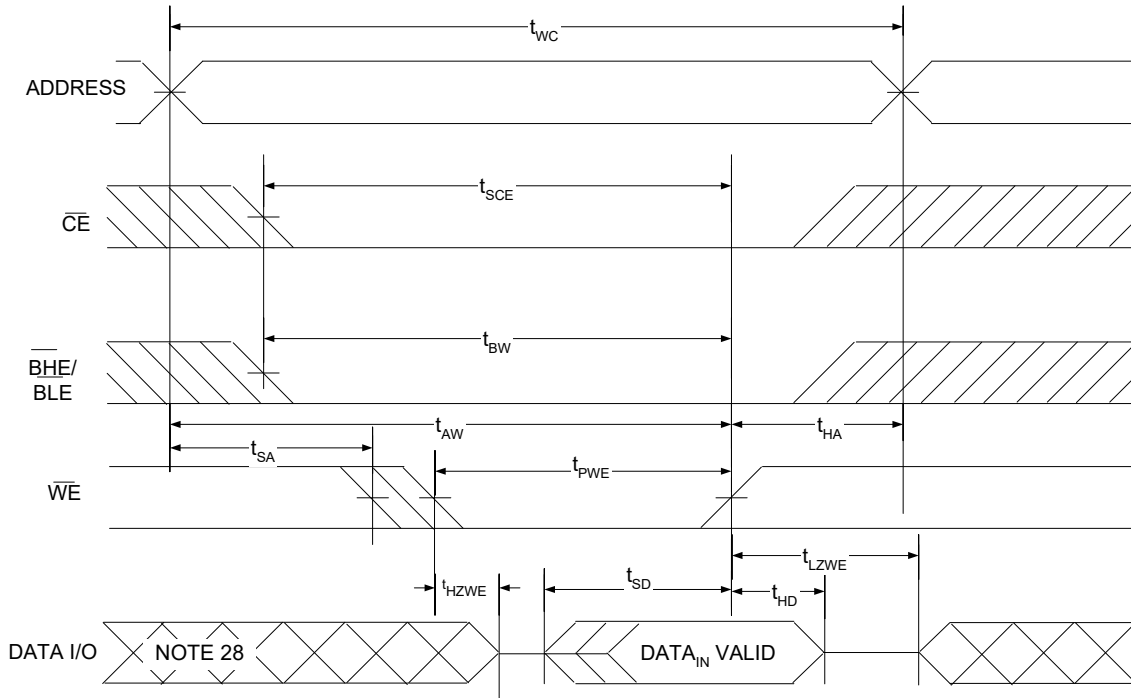 tWC
ADDRESS
tSCE
CE
tBW
BHE/
BLE
tAW
tHA
tSA
tPWE
WE
tLZWE
tHZWE
tSD
tHD
DATA I/O
NOTE 28
DATAIN VALID